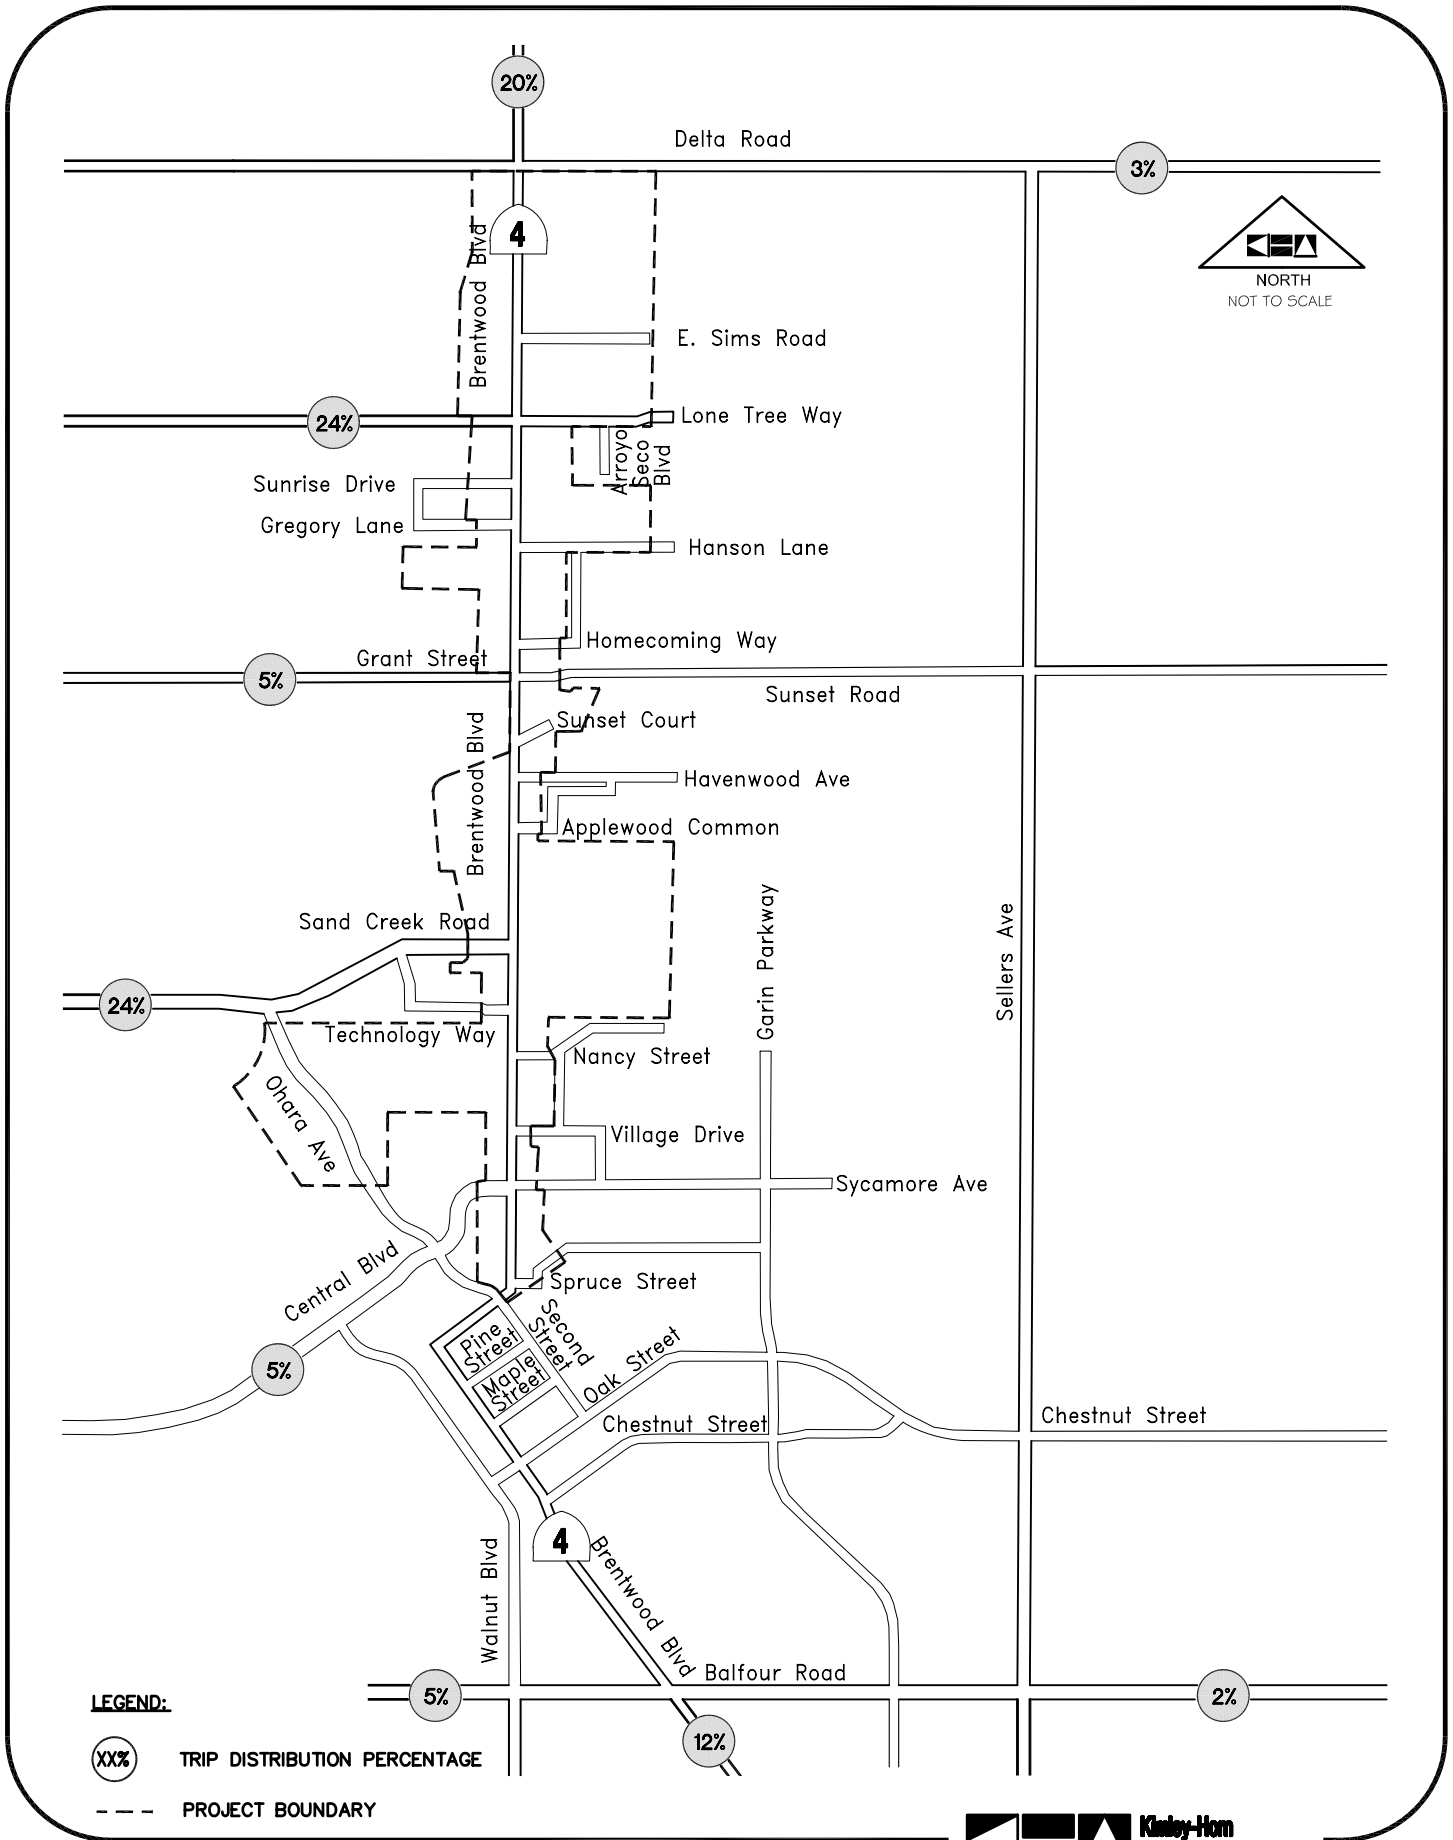 20%
Delta Road
3%
4
Brentwood Blvd
NORTH
NOT TO SCALE
E. Sims Road
24%
Lone Tree Way
Arroyo
Seco
Blvd
Sunrise Drive
Gregory Lane
Hanson Lane
Homecoming Way
Grant Street
5%
Sunset Road
Sunset Court
Brentwood Blvd
Havenwood Ave
Applewood Common
Sand Creek Road
Garin Parkway
Sellers Ave
24%
Technology Way
Nancy Street
Ohara Ave
Village Drive
Sycamore Ave
Central Blvd
Spruce Street
Second
Street
Pine
Street
Maple
Street
Oak Street
5%
Chestnut Street
Chestnut Street
4
Brentwood Blvd
Walnut Blvd
Balfour Road
5%
2%
12%
LEGEND:
XX% TRIP DISTRIBUTION PERCENTAGE
PROJECT BOUNDARY
Kimley-Horn